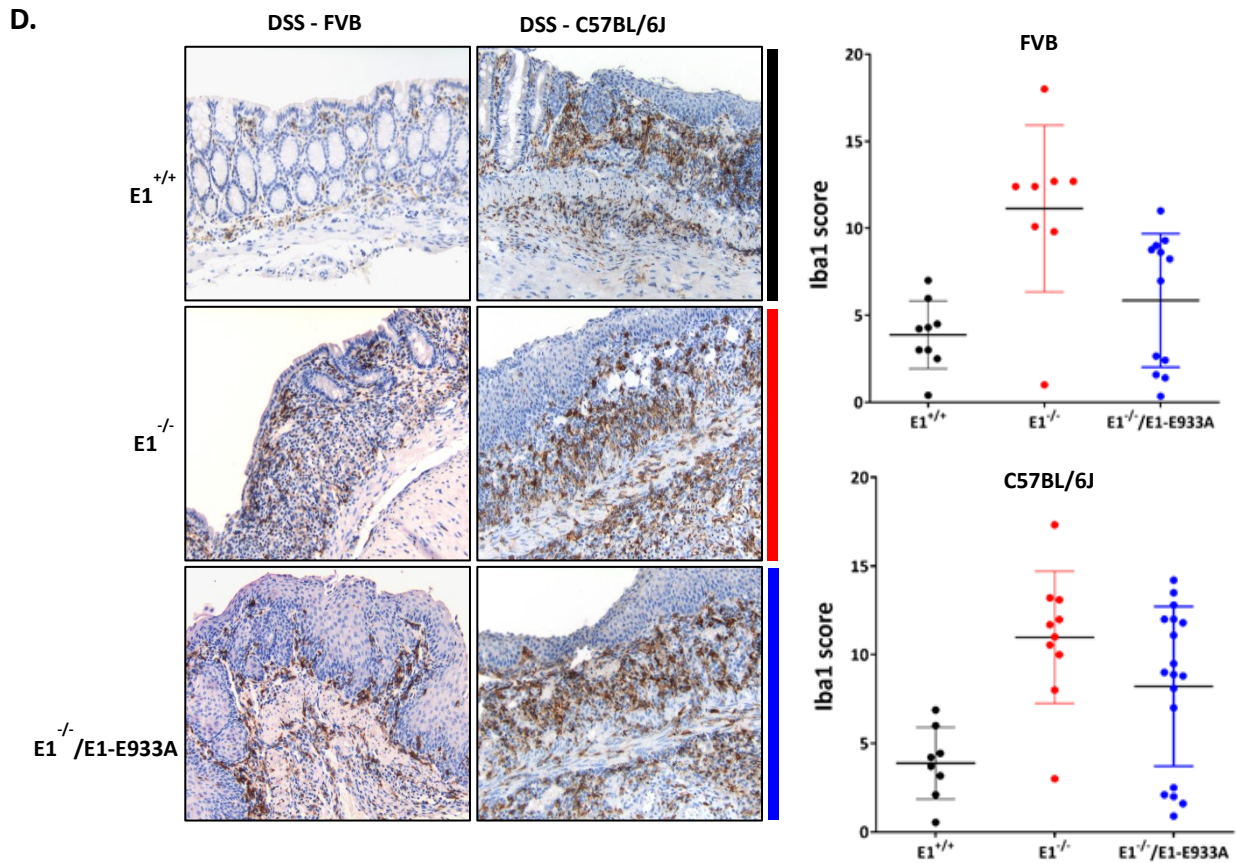 D.
DSS - FVB
DSS - C57BL/6J
E1+/+
E1-/-
E1-/-/E1-E933A
FVB
Iba1 score
20
15
10
5
0
E1+/+
E1-/-
E1-/-/E1-E933A
C57BL/6J
Iba1 score
20
15
10
5
0
E1+/+
E1-/-
E1-/-/E1-E933A